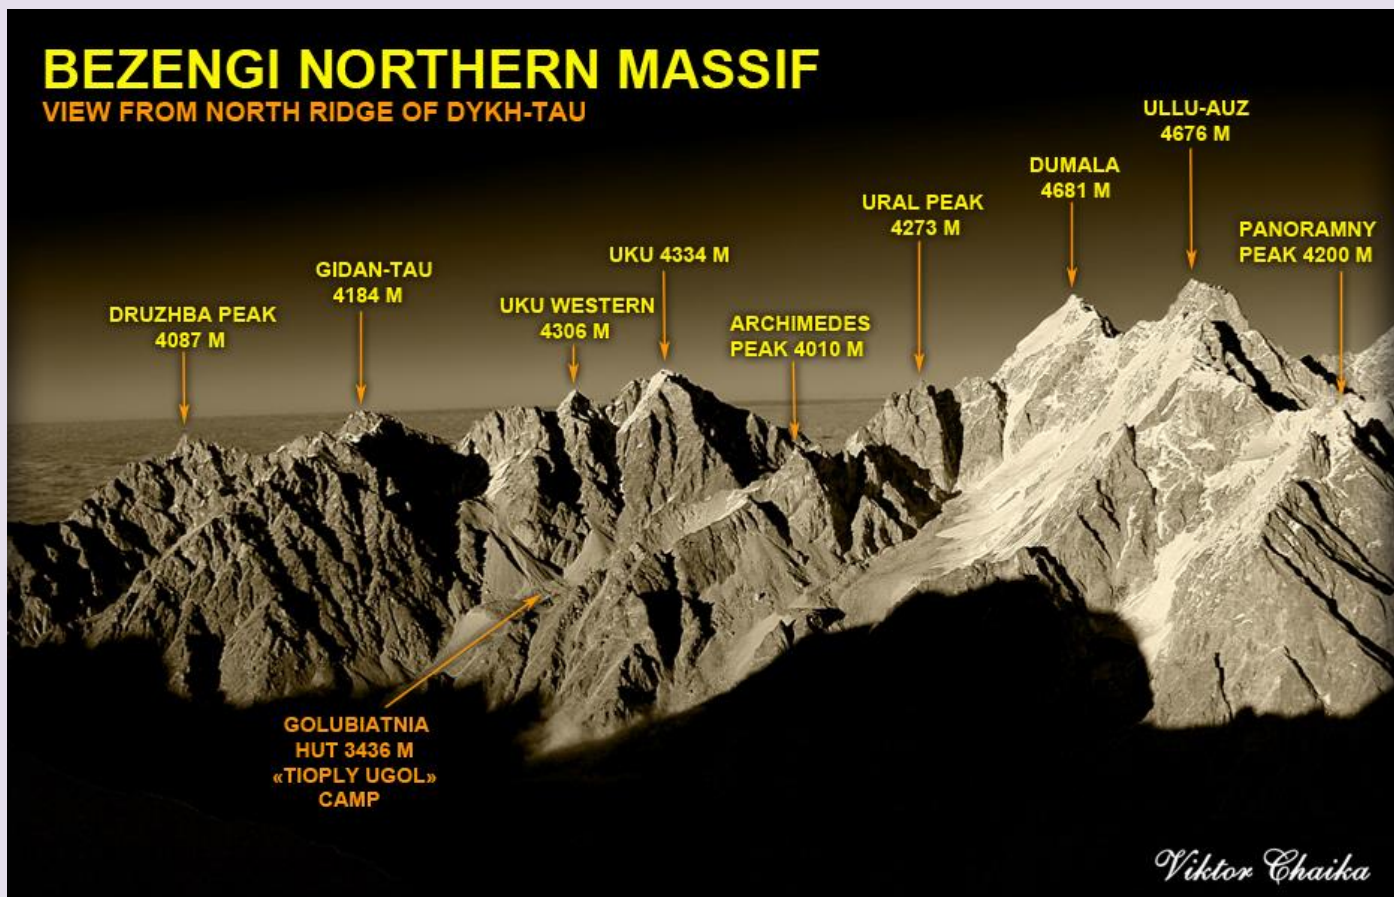 BEZENGI NORTHERN MASSIF
VIEW FROM NORTH RIDGE OF DYKH-TAU
ULLU-AUZ
4676 M
DUMALA
4681 M
URAL PEAK
4273 M
PANORAMNY
PEAK 4200 M
UKU 4334 M
GIDAN-TAU
4184 M
UKU WESTERN
4306 M
DRUZHBA PEAK
4087 M
ARCHIMEDES
PEAK 4010 M
GOLUBIATNIA
HUT 3436 M
«TIOPLY UGOL»
CAMP
Viktor Chaika